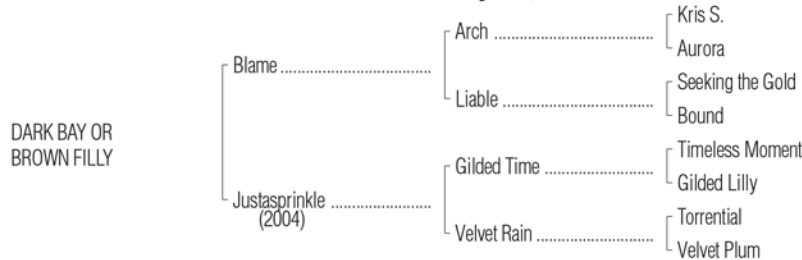 DARK BAY OR
BROWN FILLY
Blame
Justasprinkle
(2004)
Arch
Liable
Gilded Time
Velvet Rain
Kris S.
Aurora
Seeking the Gold
Bound
Timeless Moment
Gilded Lilly
Torrential
Velvet Plum